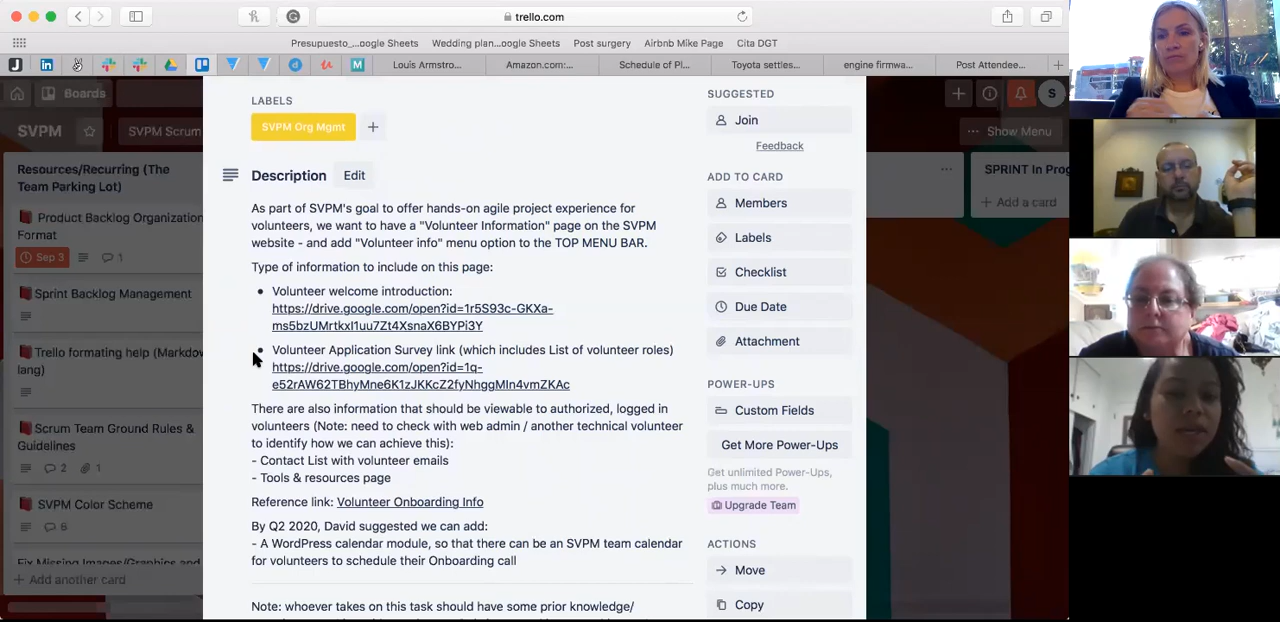 trello.com
Presupuesto_...oogle Sheets
Wedding plan...oogle Sheets
Post surgery
Airbnb Mike Page
Cita DGT
Louis Armstro...
Amazon.com:...
Schedule of Pi...
Toyota settles...
engine firmwa...
Post Attendee...
Boards
S
SVPM
SVPM Scrum
Show Menu
Resources/Recurring (The
Team Parking Lot)
Product Backlog Organization
Format
Sep 3
1
Sprint Backlog Management
Trello formating help (Markdow
lang)
Scrum Team Ground Rules &
Guidelines
2
1
SVPM Color Scheme
6
Fix Missing Images/Graphics and
+ Add another card
LABELS
SVPM Org Mgmt
+
Description
Edit
As part of SVPM's goal to offer hands-on agile project experience for
volunteers, we want to have a "Volunteer Information" page on the SVPM
website - and add "Volunteer info" menu option to the TOP MENU BAR.
Type of information to include on this page:
• Volunteer welcome introduction:
https://drive.google.com/open?id=1r5S93c-GKXa-
ms5bzUMrtkxl1uu7Zt4XsnaX6BYPi3Y
• Volunteer Application Survey link (which includes List of volunteer roles)
https://drive.google.com/open?id=1q-
e52rAW62TBhyMne6K1zJKKcZ2fyNhggMIn4vmZKAc
There are also information that should be viewable to authorized, logged in
volunteers (Note: need to check with web admin / another technical volunteer
to identify how we can achieve this):
- Contact List with volunteer emails
- Tools & resources page
Reference link: Volunteer Onboarding Info
By Q2 2020, David suggested we can add:
- A WordPress calendar module, so that there can be an SVPM team calendar
for volunteers to schedule their Onboarding call
Note: whoever takes on this task should have some prior knowledge/
SUGGESTED
Join
Feedback
ADD TO CARD
Members
Labels
Checklist
Due Date
Attachment
POWER-UPS
Custom Fields
Get More Power-Ups
Get unlimited Power-Ups,
plus much more.
Upgrade Team
ACTIONS
Move
Copy
SPRINT In Prog
+ Add a card